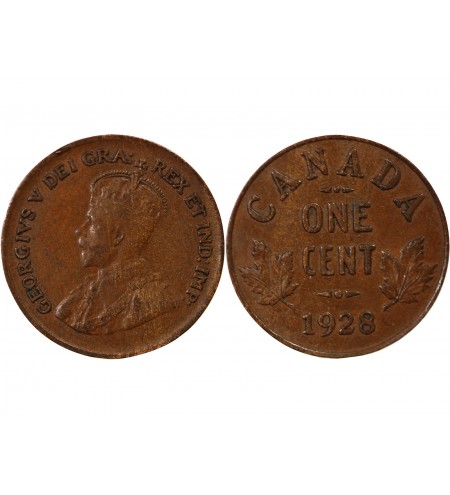 GEORGIVS V DEI GRA: REX ET IND: IMP:
CANADA
ONE
CENT
1928